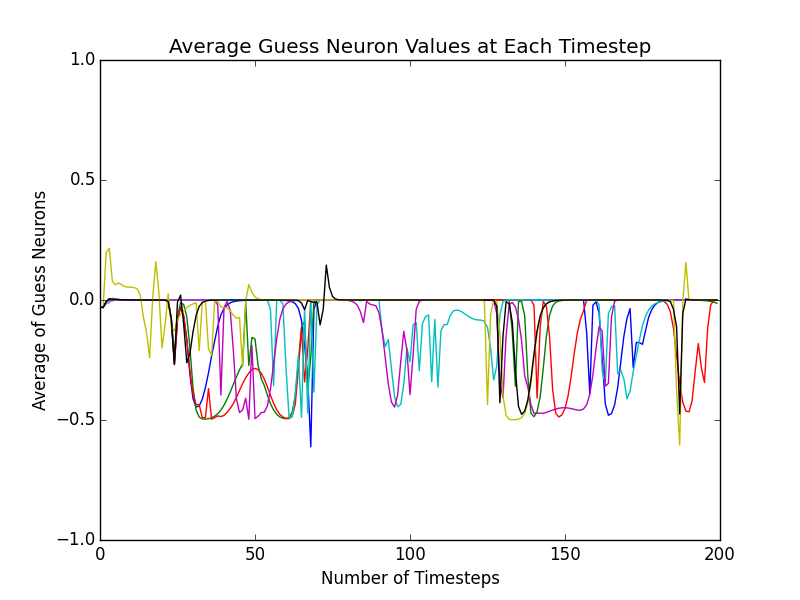 Average Guess Neuron Values at Each Timestep
1.0
0.5
0.0
−0.5
−1.0
Average of Guess Neurons
0 50 100 150 200
Number of Timesteps